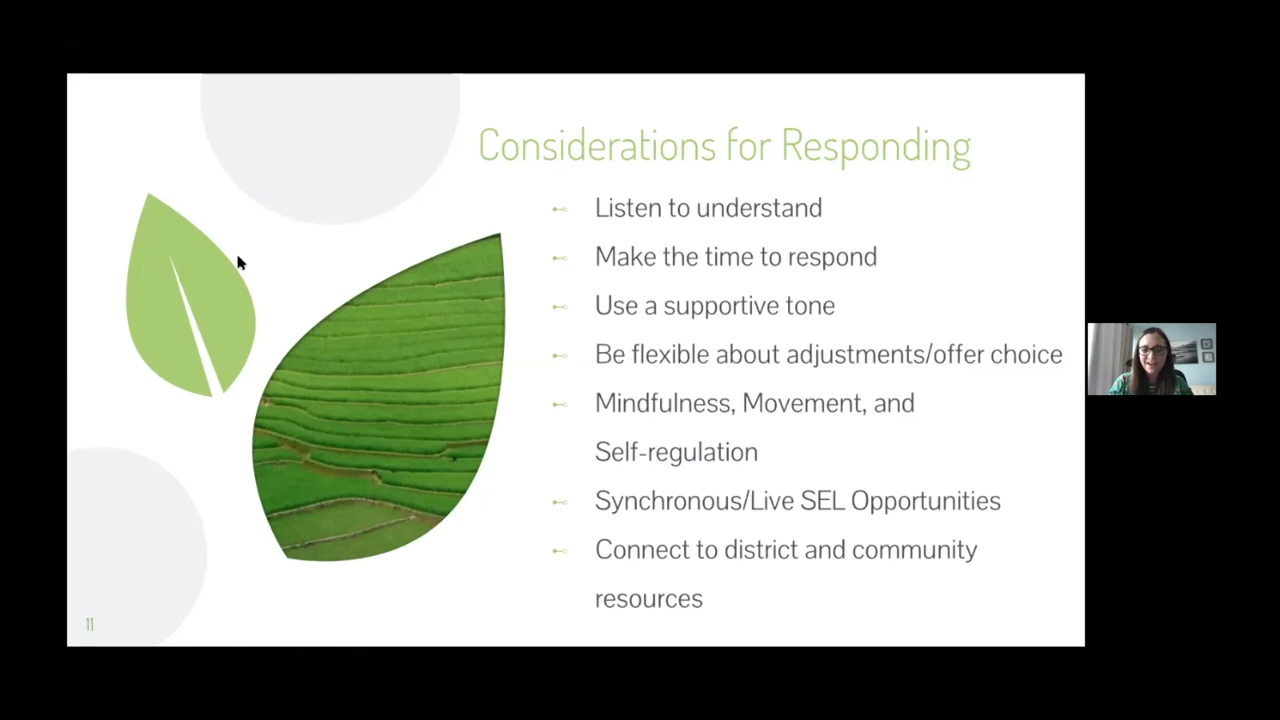 Considerations for Responding
Listen to understand
Make the time to respond
Use a supportive tone
Be flexible about adjustments/offer choice
Mindfulness, Movement, and
Self-regulation
Synchronous/Live SEL Opportunities
Connect to district and community
resources
11